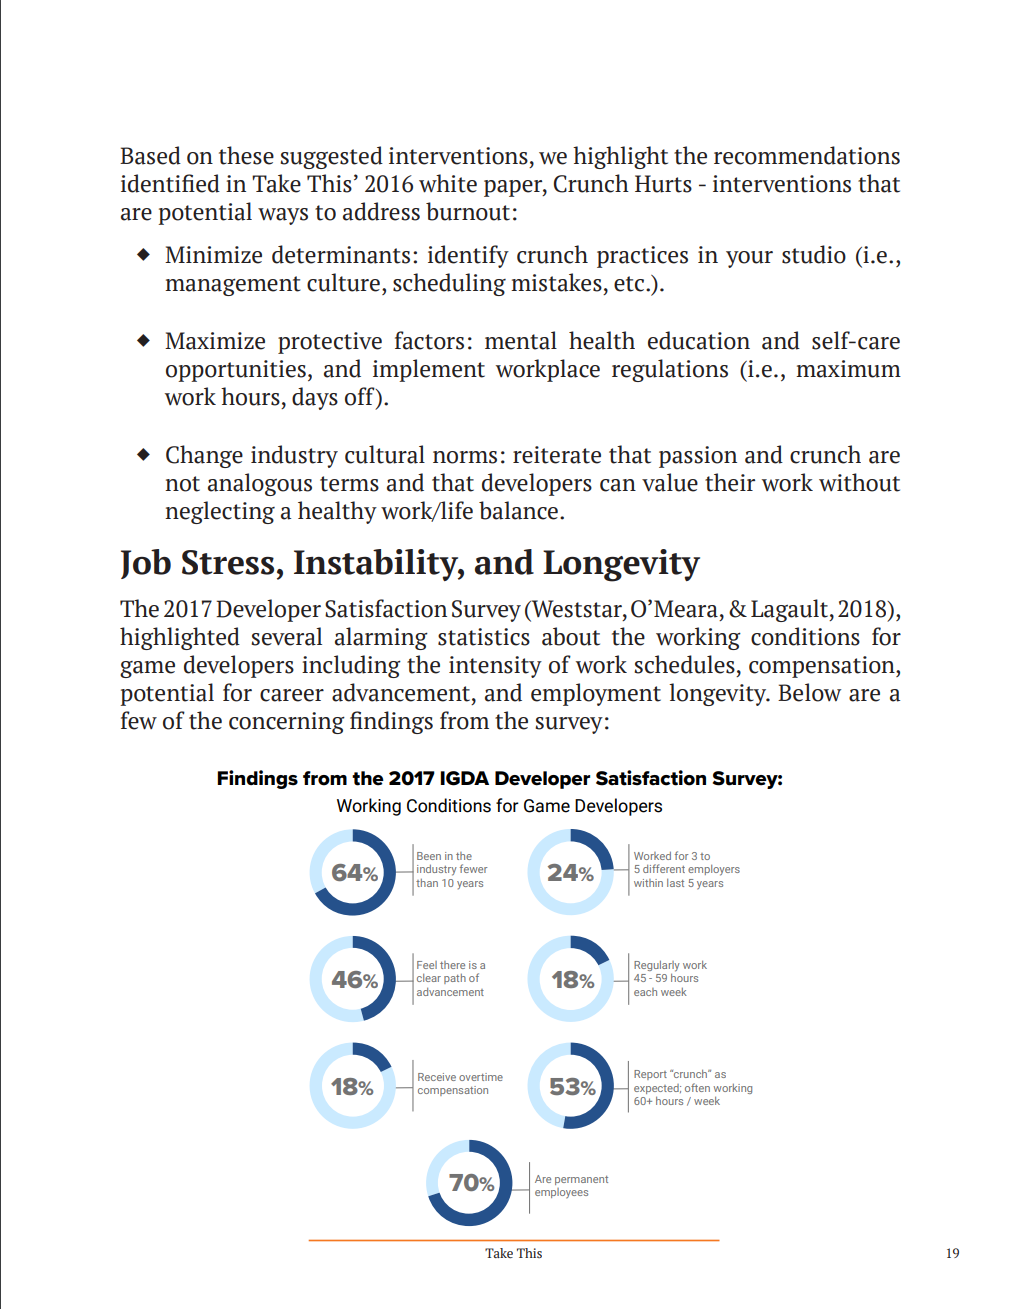 Based on these suggested interventions, we highlight the recommendations
identified in Take This’ 2016 white paper, Crunch Hurts - interventions that
are potential ways to address burnout:
◆ Minimize determinants: identify crunch practices in your studio (i.e.,
management culture, scheduling mistakes, etc.).
◆ Maximize protective factors: mental health education and self-care
opportunities, and implement workplace regulations (i.e., maximum
work hours, days off).
◆ Change industry cultural norms: reiterate that passion and crunch are
not analogous terms and that developers can value their work without
neglecting a healthy work/life balance.
Job Stress, Instability, and Longevity
The 2017 Developer Satisfaction Survey (Weststar, O’Meara, & Lagault, 2018),
highlighted several alarming statistics about the working conditions for
game developers including the intensity of work schedules, compensation,
potential for career advancement, and employment longevity. Below are a
few of the concerning findings from the survey:
Findings from the 2017 IGDA Developer Satisfaction Survey:
Working Conditions for Game Developers
64%
Been in the
industry fewer
than 10 years
24%
Worked for 3 to
5 different employers
within last 5 years
46%
Feel there is a
clear path of
advancement
18%
Regularly work
45 - 59 hours
each week
18%
Receive overtime
compensation
53%
Report “crunch” as
expected; often working
60+ hours / week
70%
Are permanent
employees
Take This
19